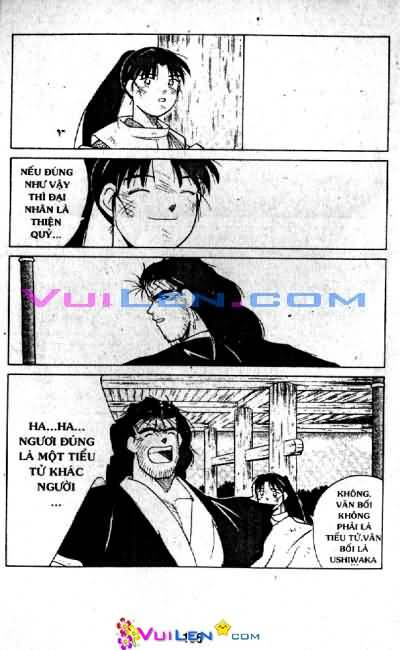 NẾU ĐÚNG
NHƯ VẬY
THÌ ĐẠI
NHÂN LÀ
THIỆN
QUỶ...
VUILEN.COM
HA...HA...
NGƯƠI ĐÚNG
LÀ MỘT TIỂU
TỬ KHÁC
NGƯỜI
...
KHÔNG,
VÃN BỐI
KHÔNG
PHẢI LÀ
TIỂU TỬ.VÃN
BỐI LÀ
USHIWAKA
...
VUILEN.COM